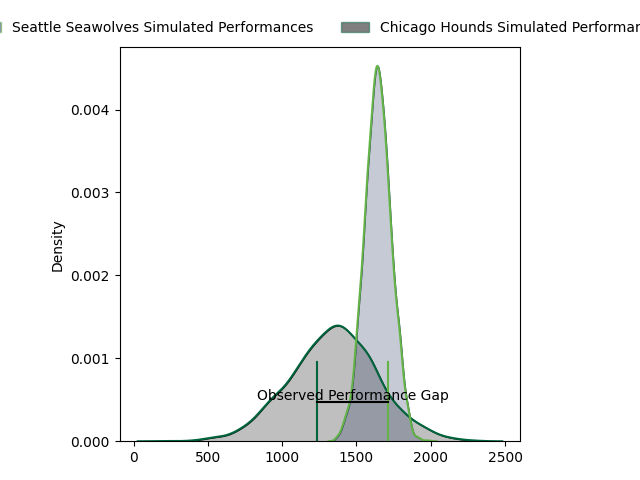 Seattle Seawolves Simulated Performances
Chicago Hounds Simulated
Density
0.004
0.003
0.002
0.001
0.000
Observed Performance Gap
0 500 1000 1500 2000 2500